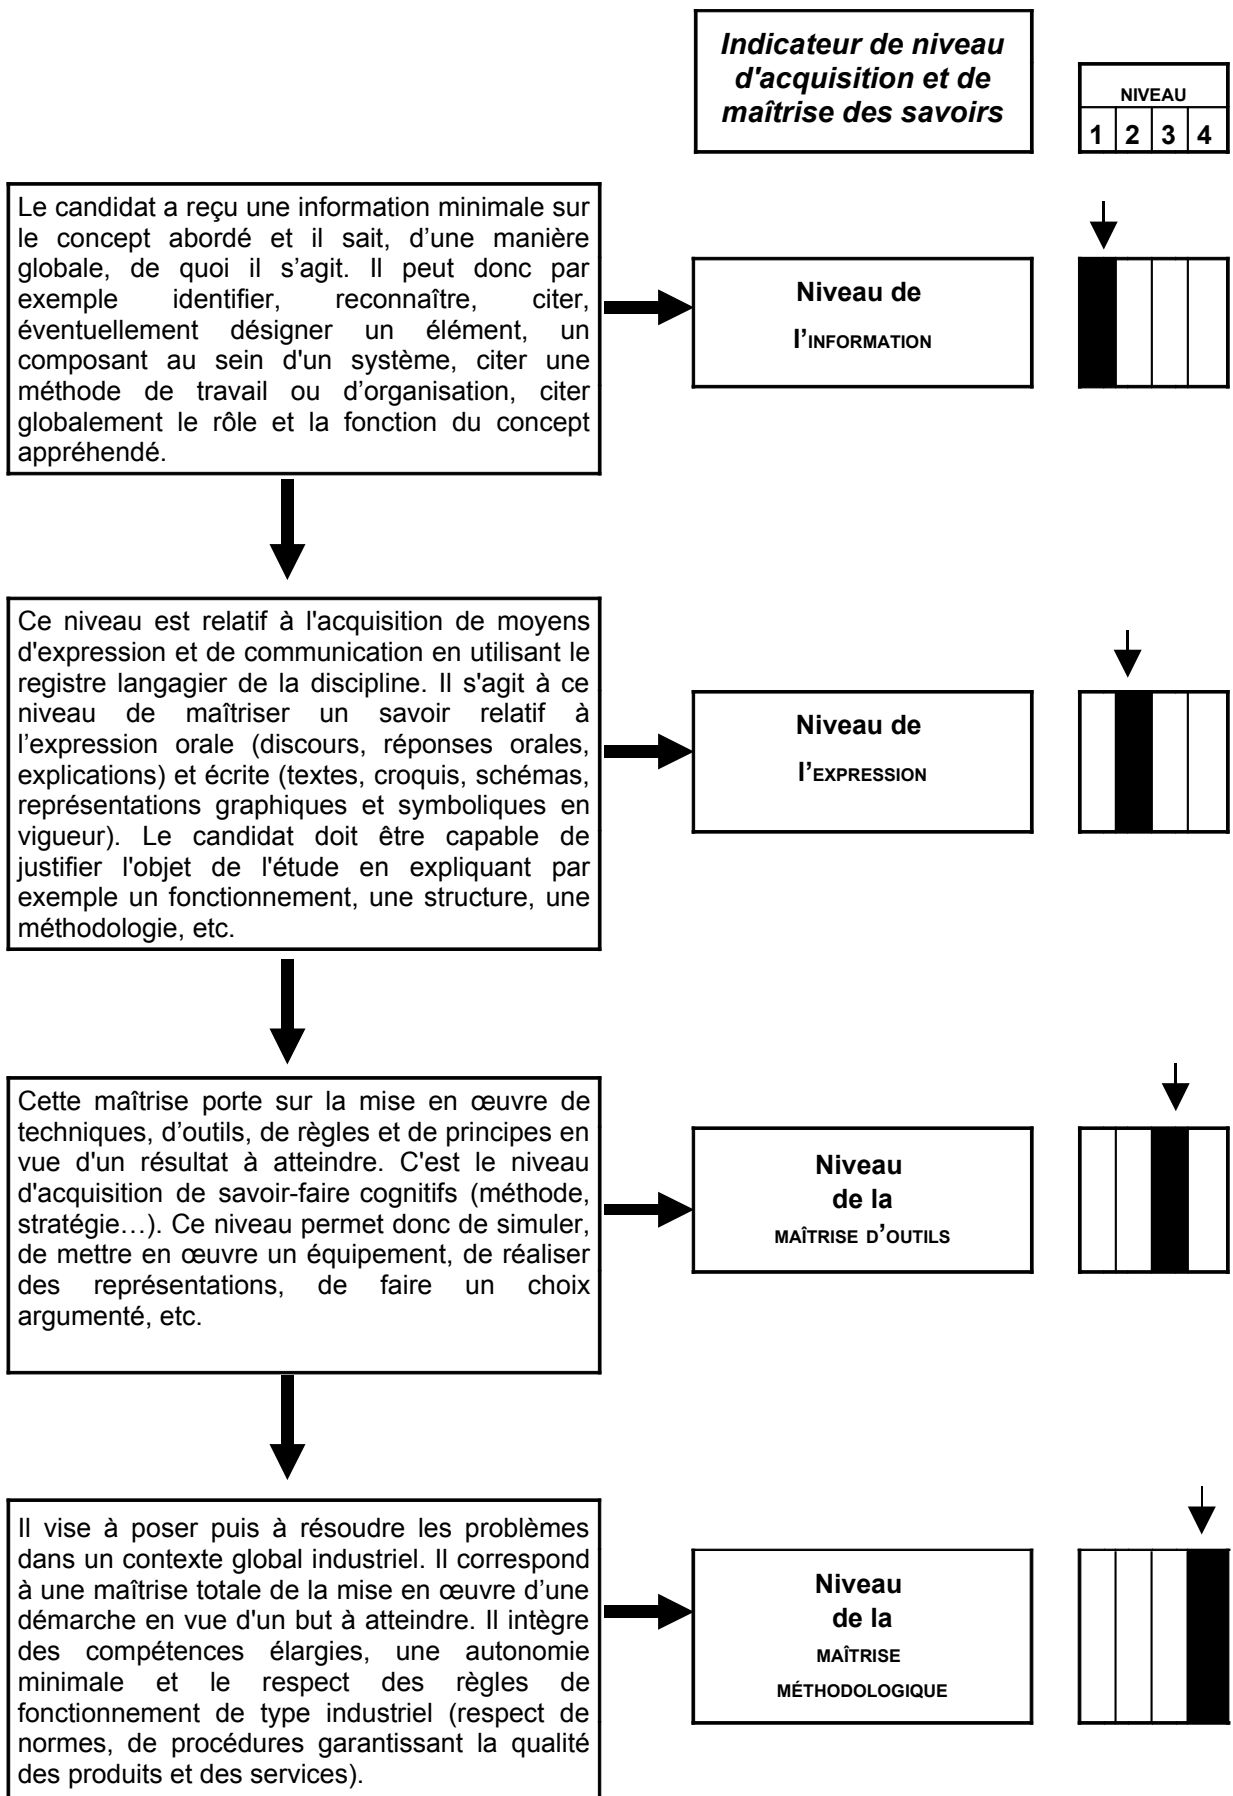 Indicateur de niveau
d'acquisition et de
maîtrise des savoirs
NIVEAU
1 2 3 4
Le candidat a reçu une information minimale sur
le concept abordé et il sait, d’une manière
globale, de quoi il s’agit. Il peut donc par
exemple identifier, reconnaître, citer,
éventuellement désigner un élément, un
composant au sein d'un système, citer une
méthode de travail ou d’organisation, citer
globalement le rôle et la fonction du concept
appréhendé.
Niveau de
l’INFORMATION
Ce niveau est relatif à l'acquisition de moyens
d'expression et de communication en utilisant le
registre langagier de la discipline. Il s'agit à ce
niveau de maîtriser un savoir relatif à
l’expression orale (discours, réponses orales,
explications) et écrite (textes, croquis, schémas,
représentations graphiques et symboliques en
vigueur). Le candidat doit être capable de
justifier l'objet de l'étude en expliquant par
exemple un fonctionnement, une structure, une
méthodologie, etc.
Niveau de
l’EXPRESSION
Cette maîtrise porte sur la mise en œuvre de
techniques, d’outils, de règles et de principes en
vue d'un résultat à atteindre. C'est le niveau
d'acquisition de savoir-faire cognitifs (méthode,
stratégie…). Ce niveau permet donc de simuler,
de mettre en œuvre un équipement, de réaliser
des représentations, de faire un choix
argumenté, etc.
Niveau
de la
MAÎTRISE D’OUTILS
Il vise à poser puis à résoudre les problèmes
dans un contexte global industriel. Il correspond
à une maîtrise totale de la mise en œuvre d’une
démarche en vue d'un but à atteindre. Il intègre
des compétences élargies, une autonomie
minimale et le respect des règles de
fonctionnement de type industriel (respect de
normes, de procédures garantissant la qualité
des produits et des services).
Niveau
de la
MAÎTRISE
MÉTHODOLOGIQUE